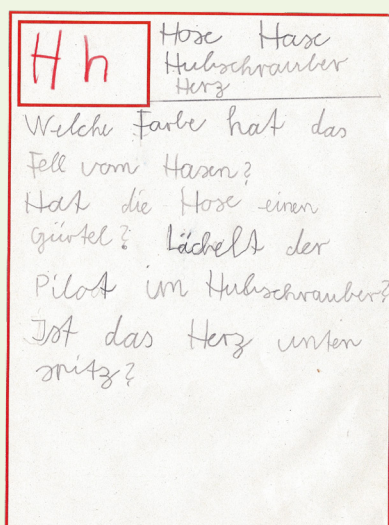 H h
Hose Hase
Hubschrauber
Herz
Welche Farbe hat das
Fell vom Hasen?
Hat die Hose einen
Gürtel? Lächelt der
Pilot im Hubschrauber?
Ist das Herz unten
spitz?